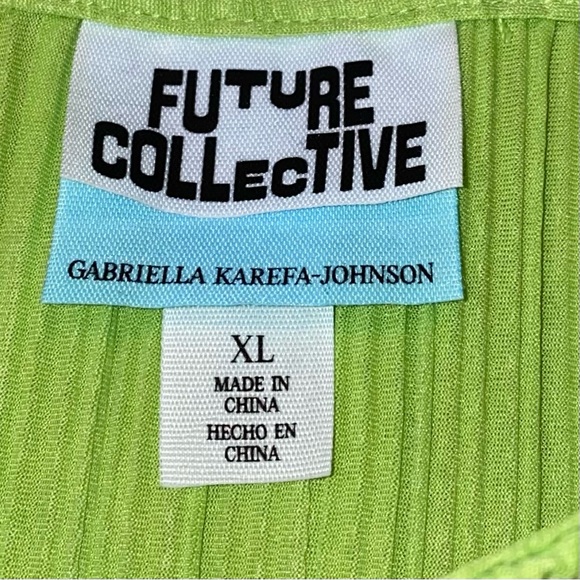 FUTURE
COLLECTIVE
GABRIELLA KAREFA-JOHNSON
XL
MADE IN
CHINA
HECHO EN
CHINA